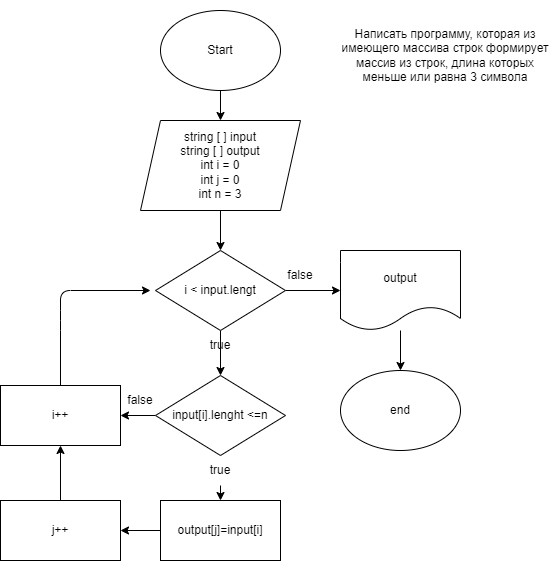 Start
Написать программу, которая из
имеющего массива строк формирует
массив из строк, длина которых
меньше или равна 3 символа
string [ ] input
string [ ] output
int i = 0
int j = 0
int n = 3
i < input.lengt
false
output
true
i++
false
input[i].lenght <=n
end
true
j++
output[j]=input[i]